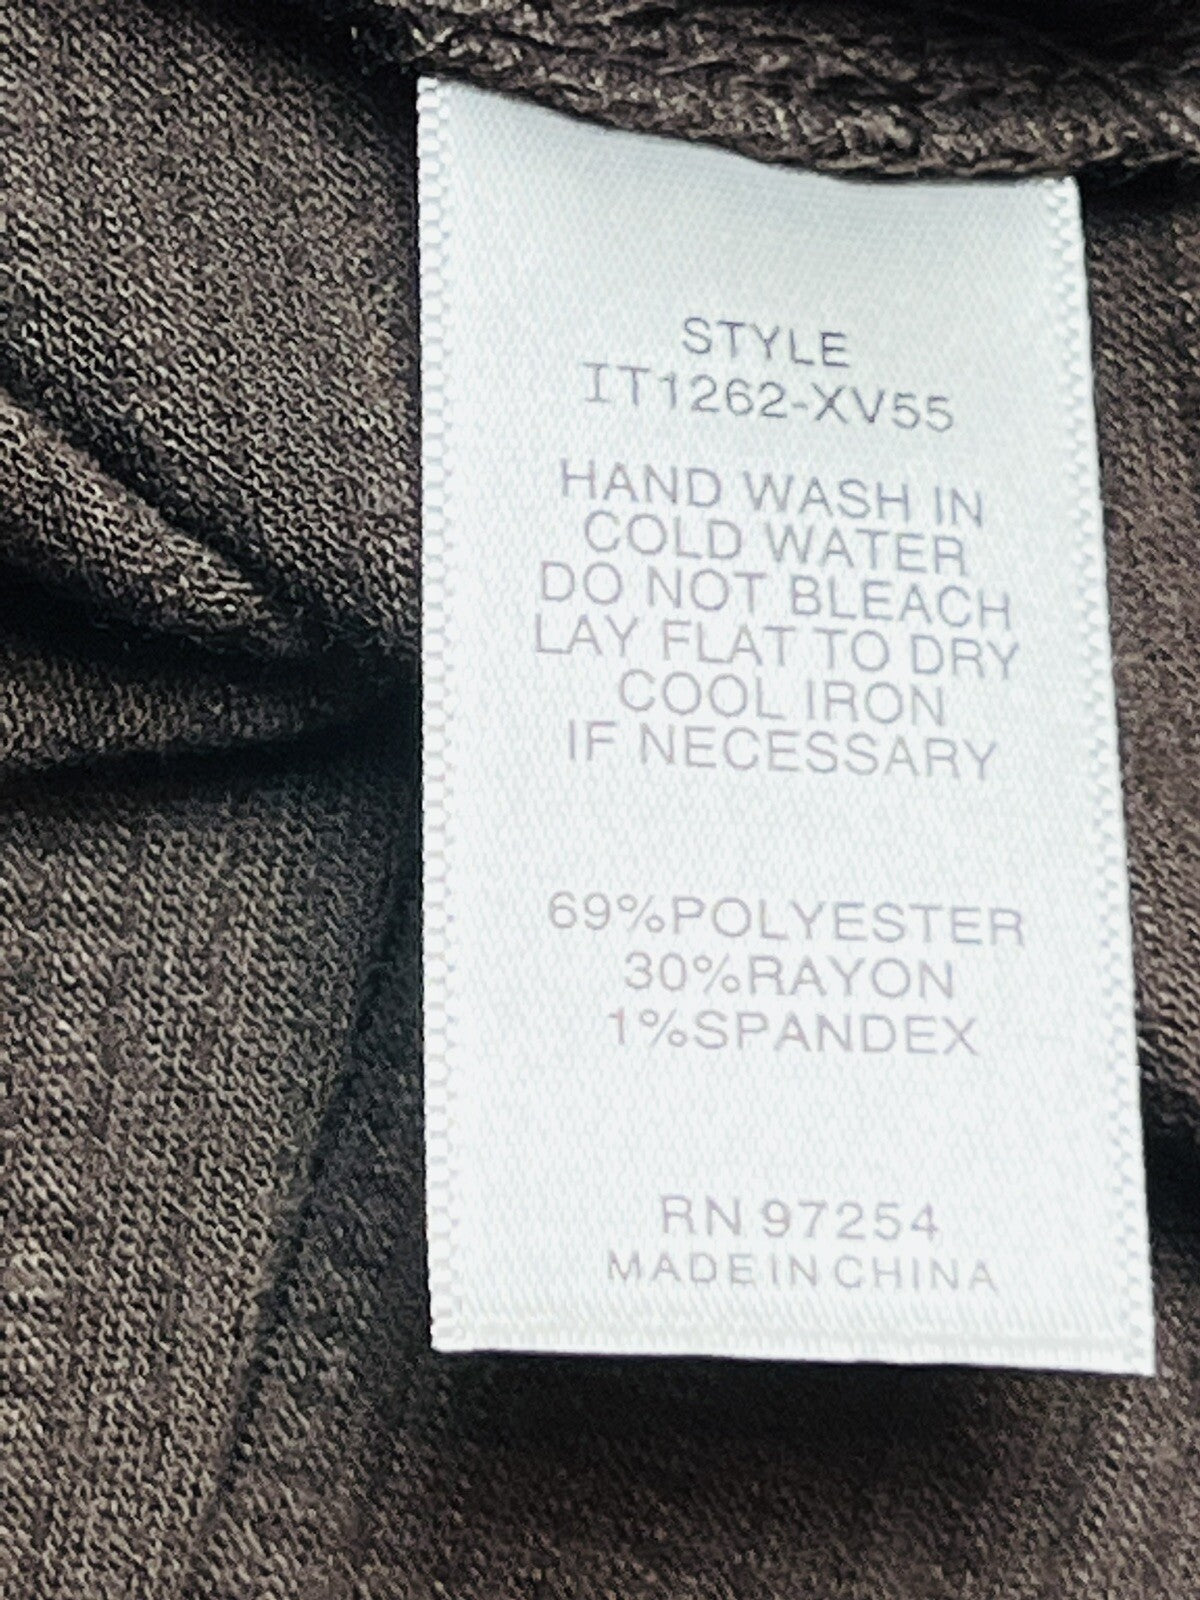 STYLE
IT1262-XV55
HAND WASH IN
COLD WATER
DO NOT BLEACH
LAY FLAT TO DRY
COOL IRON
IF NECESSARY
69%POLYESTER
30%RAYON
1%SPANDEX
RN 97254
MADE IN CHINA